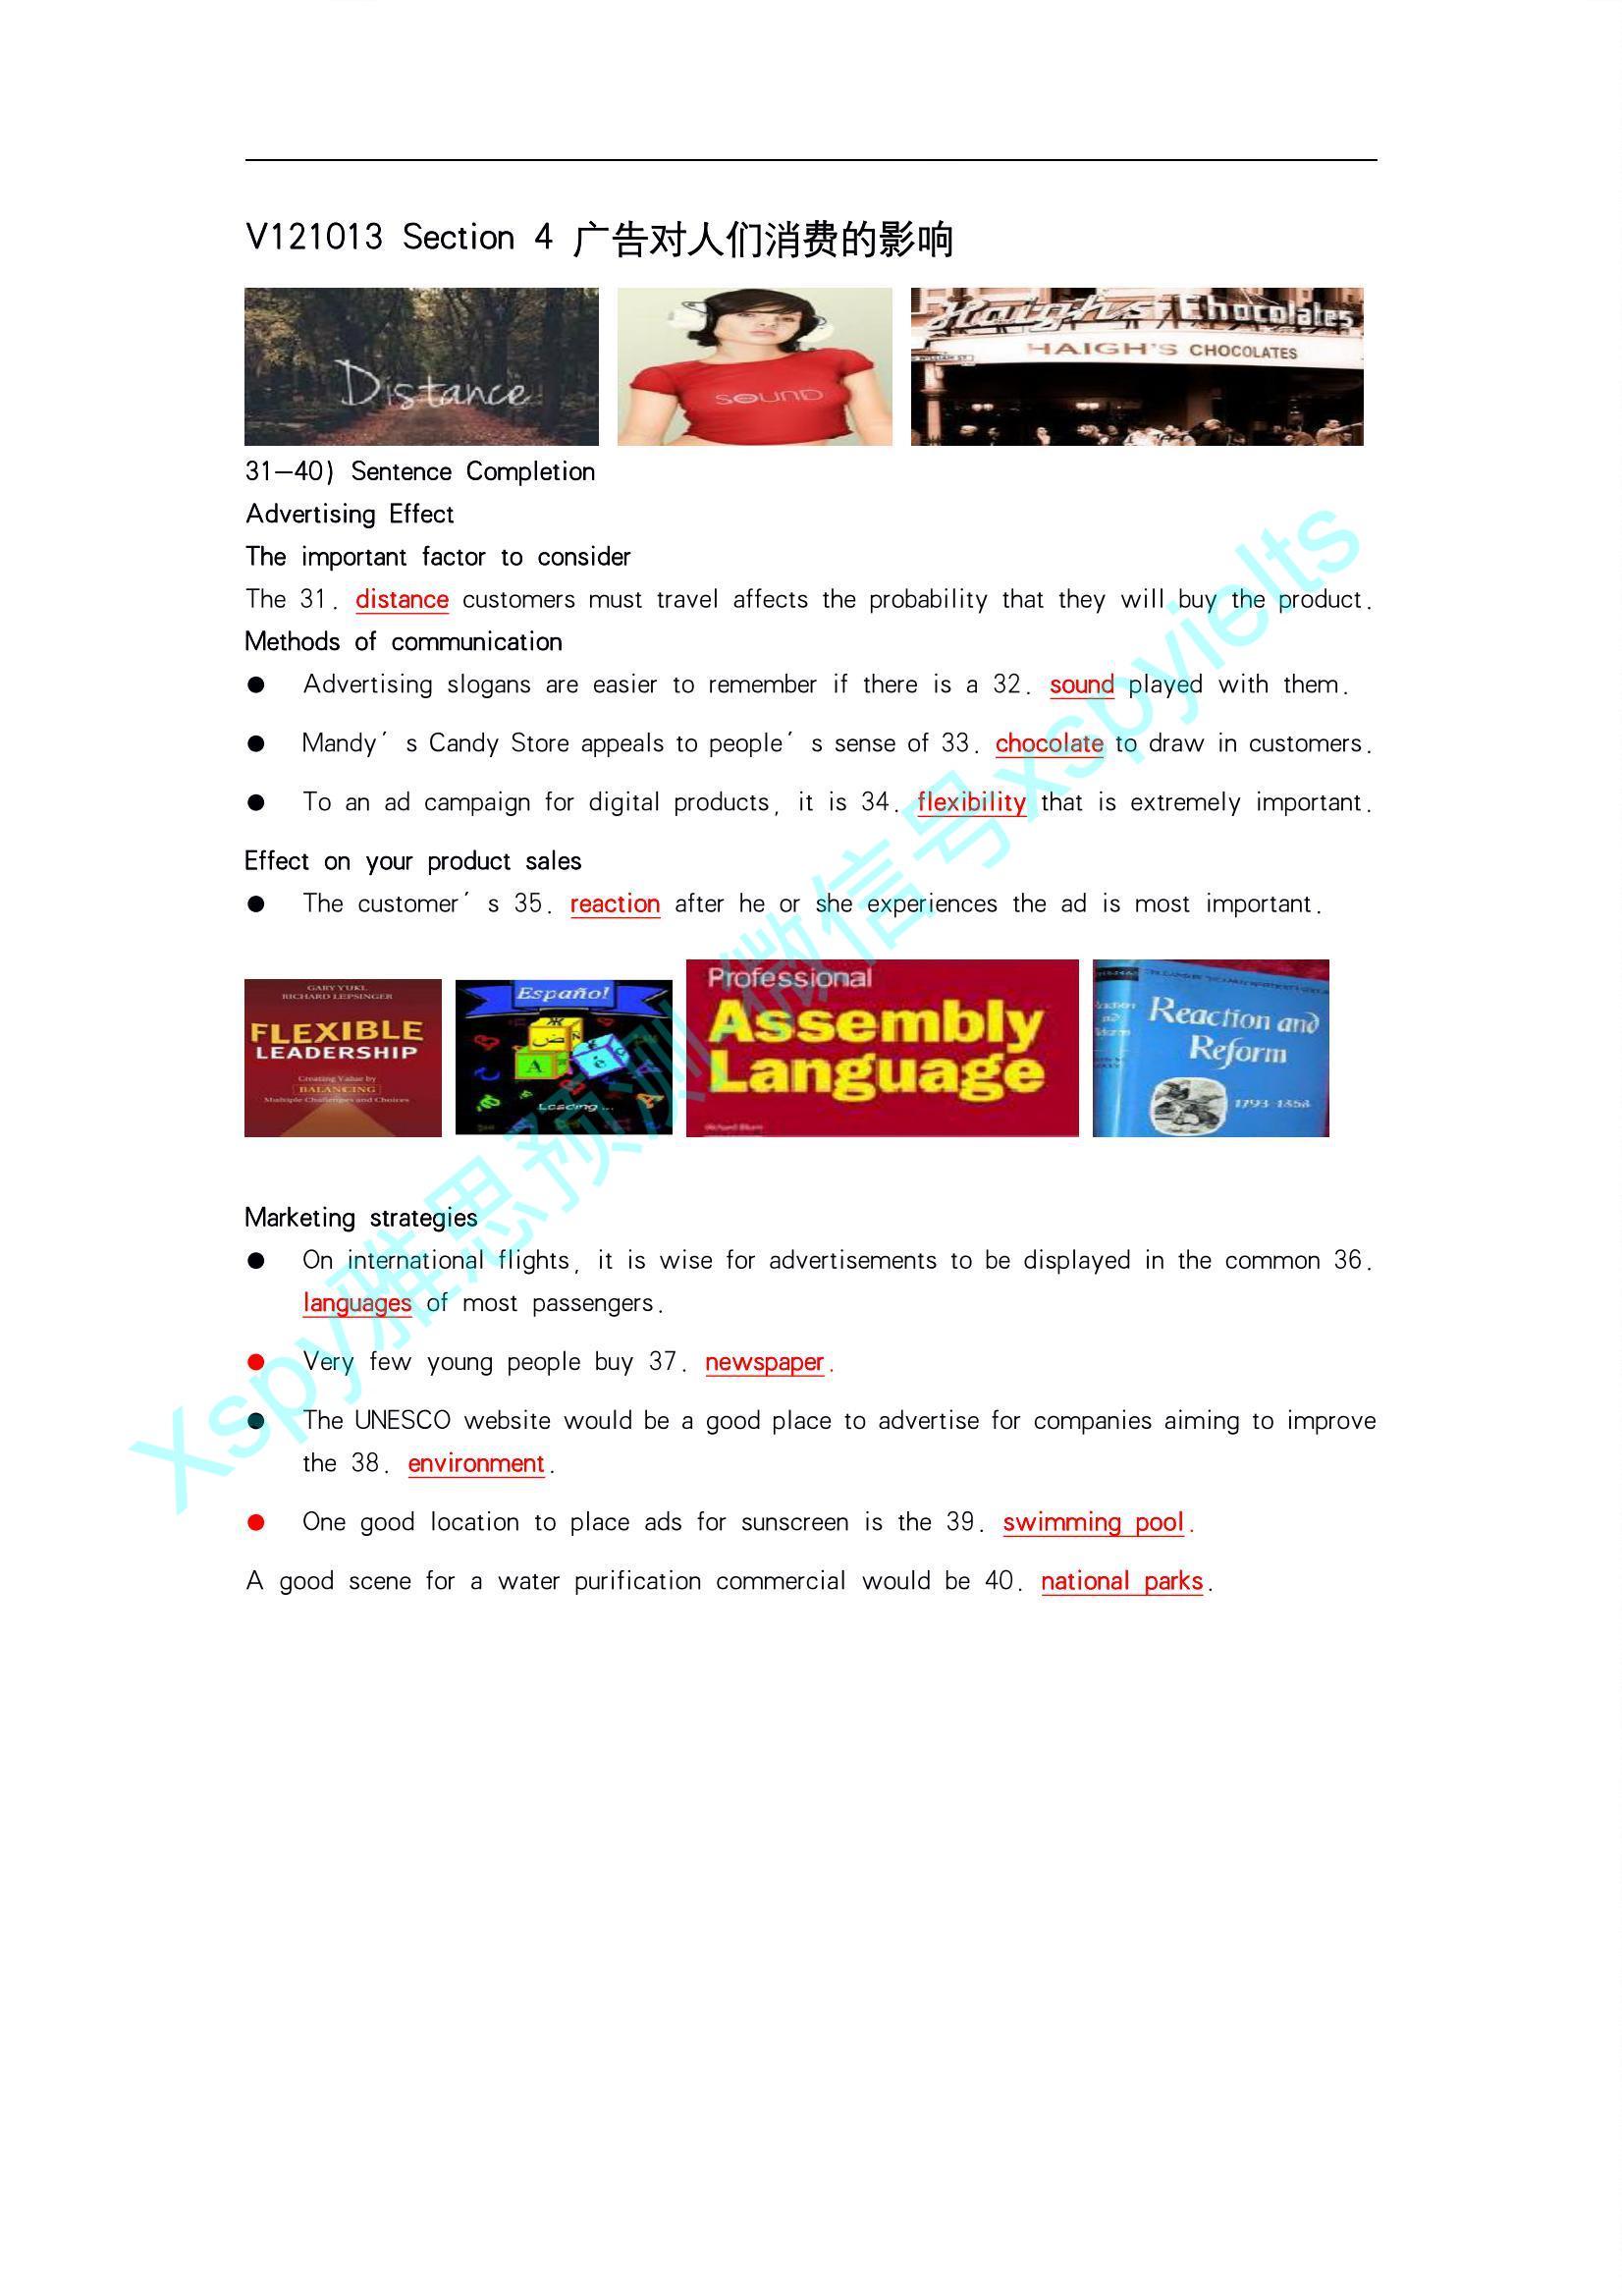 V121013 Section 4 广告对人们消费的影响
Distance
SOUND
Haigh's Chocolates
HAIGH'S CHOCOLATES
31—40) Sentence Completion
Advertising Effect
The important factor to consider
The 31. distance customers must travel affects the probability that they will buy the product.
Methods of communication
● Advertising slogans are easier to remember if there is a 32. sound played with them.
● Mandy′s Candy Store appeals to people′s sense of 33. chocolate to draw in customers.
● To an ad campaign for digital products, it is 34. flexibility that is extremely important.
Effect on your product sales
● The customer′s 35. reaction after he or she experiences the ad is most important.
GARY YUKL
RICHARD LEPSINGER
FLEXIBLE
LEADERSHIP
Creating Value by
BALANCING
Multiple Challenges and Choices
Español!
A
Loading ...
Professional
Assembly
Language
Richard Blum
Reaction and
Reform
1793-1868
Marketing strategies
● On international flights, it is wise for advertisements to be displayed in the common 36.
languages of most passengers.
● Very few young people buy 37. newspaper.
● The UNESCO website would be a good place to advertise for companies aiming to improve
the 38. environment.
● One good location to place ads for sunscreen is the 39. swimming pool.
A good scene for a water purification commercial would be 40. national parks.
Xspy雅思预测,微信号xspyielts